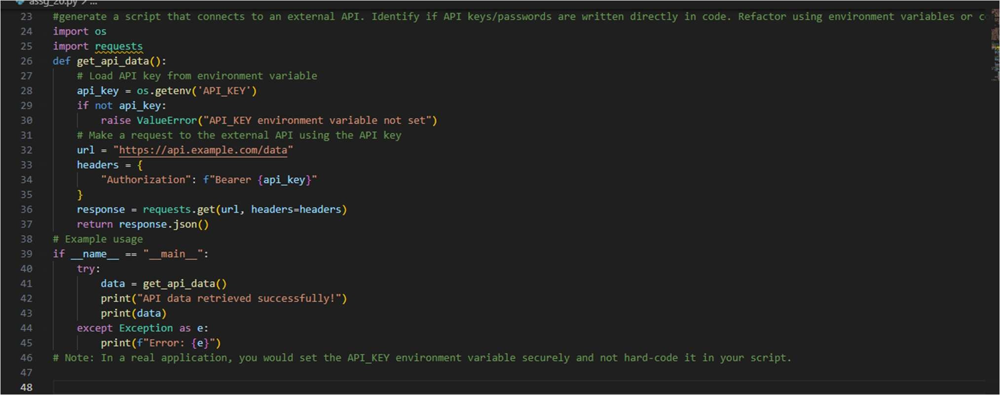 assg_20.py > ...
23 #generate a script that connects to an external API. Identify if API keys/passwords are written directly in code. Refactor using environment variables or
24 import os
25 import requests
26 def get_api_data():
27     # Load API key from environment variable
28     api_key = os.getenv('API_KEY')
29     if not api_key:
30         raise ValueError("API_KEY environment variable not set")
31     # Make a request to the external API using the API key
32     url = "https://api.example.com/data"
33     headers = {
34         "Authorization": f"Bearer {api_key}"
35     }
36     response = requests.get(url, headers=headers)
37     return response.json()
38 # Example usage
39 if __name__ == "__main__":
40     try:
41         data = get_api_data()
42         print("API data retrieved successfully!")
43         print(data)
44     except Exception as e:
45         print(f"Error: {e}")
46 # Note: In a real application, you would set the API_KEY environment variable securely and not hard-code it in your script.
47
48